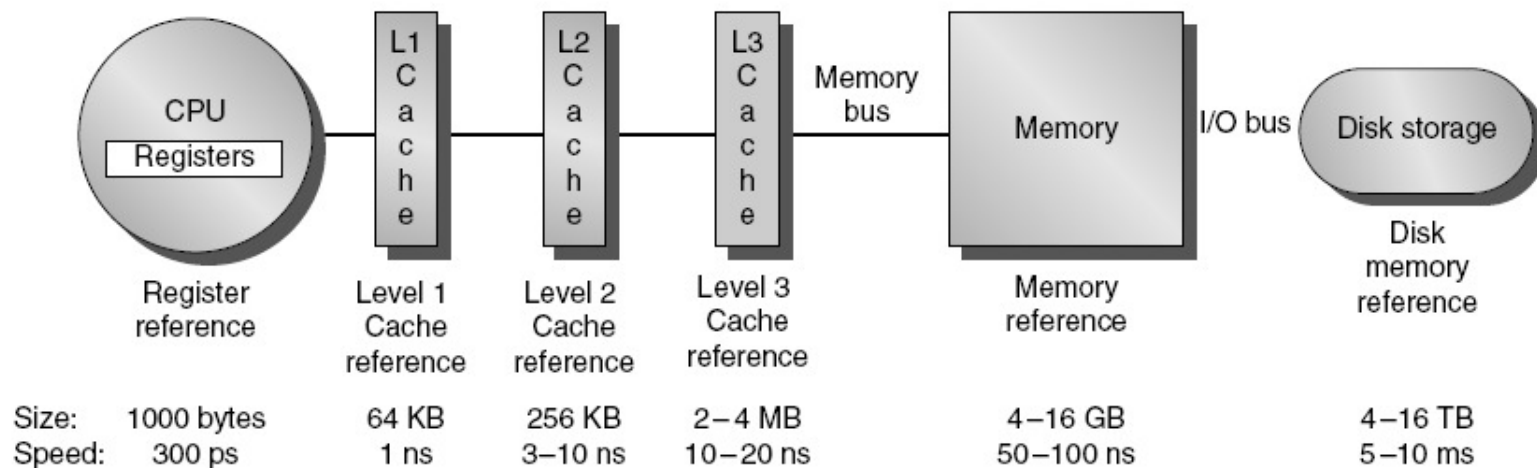 CPU
Registers
L1
C
a
c
h
e
L2
C
a
c
h
e
L3
C
a
c
h
e
Memory
bus
Memory
I/O bus
Disk storage
Register
reference
Level 1
Cache
reference
Level 2
Cache
reference
Level 3
Cache
reference
Memory
reference
Disk
memory
reference
Size: 1000 bytes 64 KB 256 KB 2–4 MB 4–16 GB 4–16 TB
Speed: 300 ps 1 ns 3–10 ns 10–20 ns 50–100 ns 5–10 ms